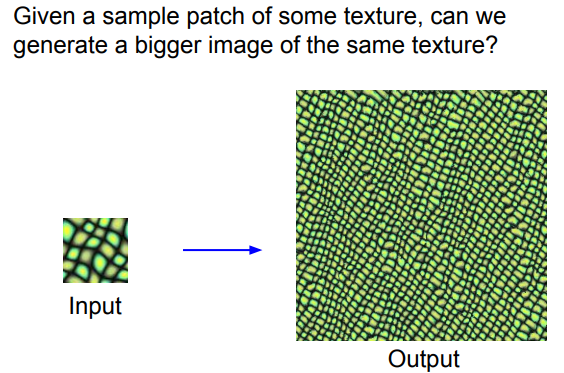 Given a sample patch of some texture, can we
generate a bigger image of the same texture?
Input
Output